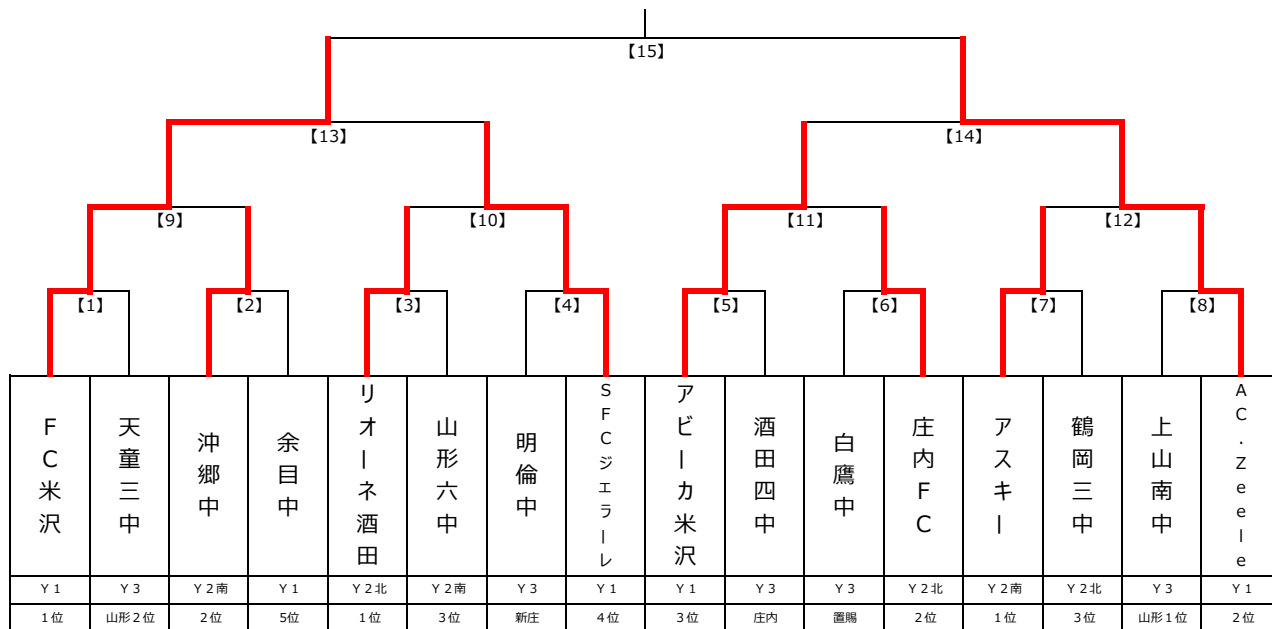 【15】
【13】
【14】
【9】
【10】
【11】
【12】
【1】
【2】
【3】
【4】
【5】
【6】
【7】
【8】
FC米沢
天童三中
沖郷中
余目中
リオーネ酒田
山形六中
明倫中
SFCジエラーレ
アビーカ米沢
酒田四中
白鷹中
庄内FC
アスキー
鶴岡三中
上山南中
AC.Zeele
Y1 Y3 Y2南 Y1 Y2北 Y2南 Y3 Y1 Y1 Y3 Y3 Y2北 Y2南 Y2北 Y3 Y1
1位 山形2位 2位 5位 1位 3位 新庄 4位 3位 庄内 置賜 2位 1位 3位 山形1位 2位